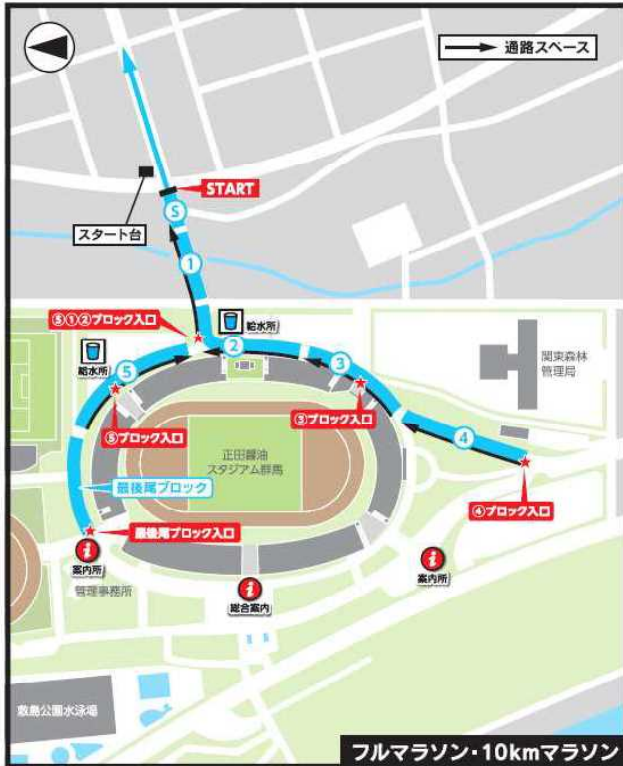 通路スペース
START
S
スタート台
1
Ⓢ①②ブロック入口
給水所
給水所
2
5
3
関東森林
管理局
③ブロック入口
⑤ブロック入口
4
正田醤油
スタジアム群馬
最後尾ブロック
④ブロック入口
最後尾ブロック入口
i
案内所
i
案内所
管理事務所
i
総合案内
敷島公園水泳場
フルマラソン・10kmマラソン